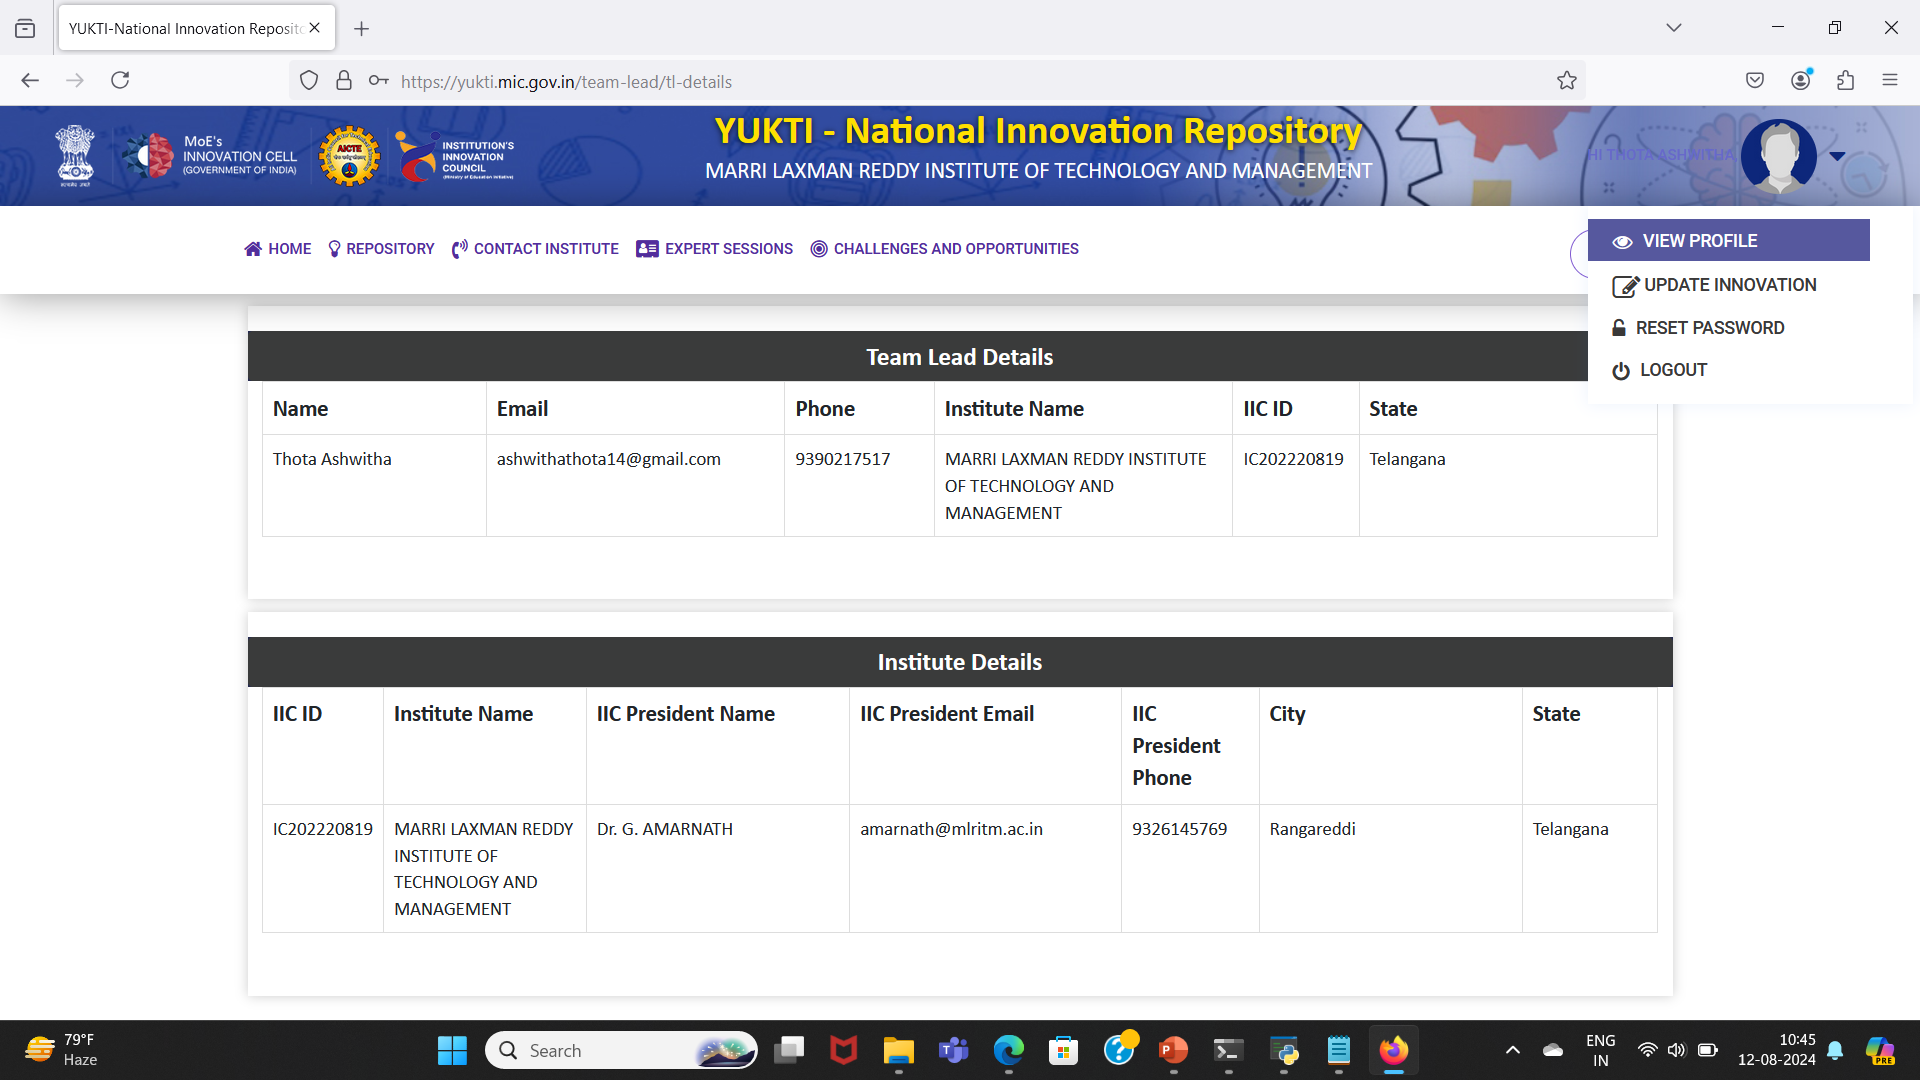 YUKTI-National Innovation Reposito
https://yukti.mic.gov.in/team-lead/tl-details
MoE's
INNOVATION CELL
(GOVERNMENT OF INDIA)
AICTE
INSTITUTION'S
INNOVATION
COUNCIL
(Ministry of Education Initiative)
YUKTI - National Innovation Repository
MARRI LAXMAN REDDY INSTITUTE OF TECHNOLOGY AND MANAGEMENT
HI THOTA ASHWITHA
HOME REPOSITORY CONTACT INSTITUTE EXPERT SESSIONS CHALLENGES AND OPPORTUNITIES
VIEW PROFILE
UPDATE INNOVATION
RESET PASSWORD
LOGOUT
Team Lead Details
Name Email Phone Institute Name IIC ID State
Thota Ashwitha ashwithathota14@gmail.com 9390217517 MARRI LAXMAN REDDY INSTITUTE IC202220819 Telangana
OF TECHNOLOGY AND
MANAGEMENT
Institute Details
IIC ID Institute Name IIC President Name IIC President Email IIC City State
President
Phone
IC202220819 MARRI LAXMAN REDDY Dr. G. AMARNATH amarnath@mlritm.ac.in 9326145769 Rangareddi Telangana
INSTITUTE OF
TECHNOLOGY AND
MANAGEMENT
79°F
Haze
Search
ENG
IN
10:45
12-08-2024
PRE